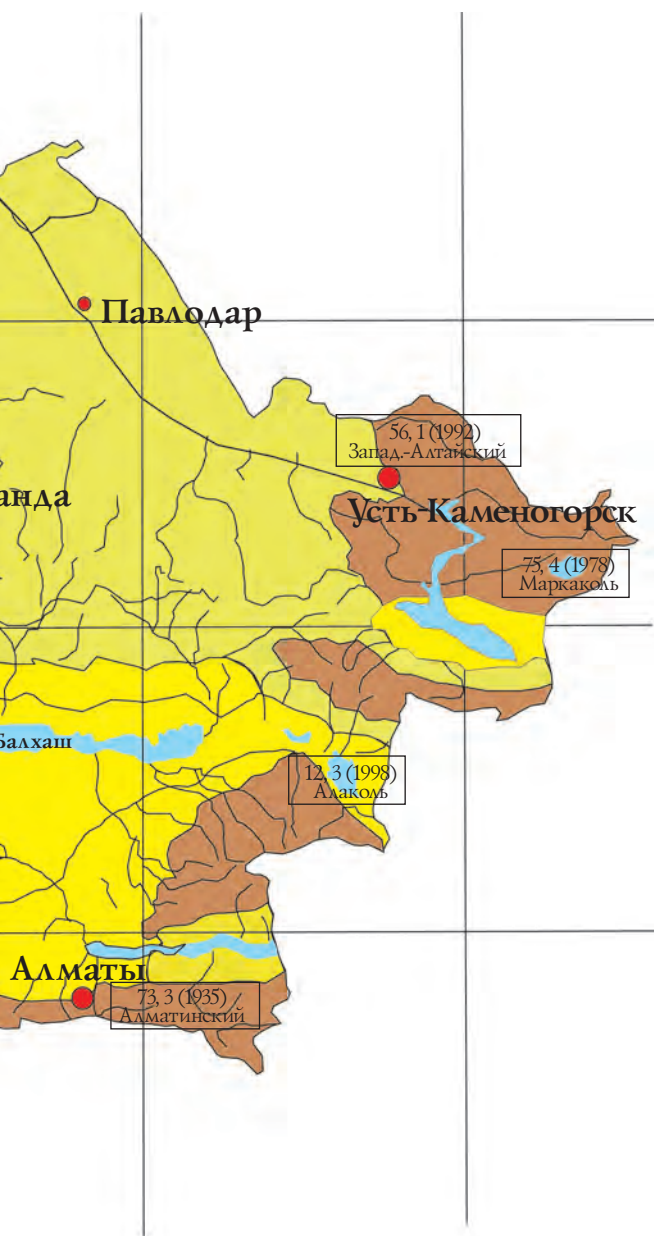 Павлодар
56, 1 (1992)
Запад.-Алтайский
анда
Усть-Каменогорск
75, 4 (1978)
Маркаколь
Балхаш
12, 3 (1998)
Алаколь
Алматы
73, 3 (1935)
Алматинский